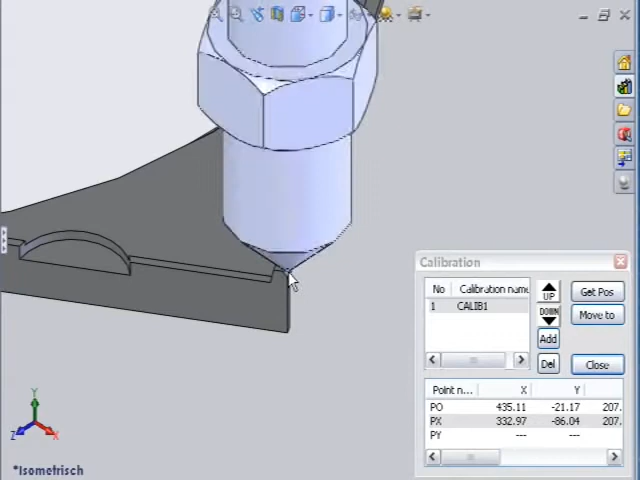 Calibration
No Calibration name
1 CALIB1
UP
DOWN
Add
Del
Get Pos
Move to
Close
Point n... X Y
PO 435.11 -21.17 207.
PX 332.97 -86.04 207.
PY --- ---
Y
Z X
*Isometrisch